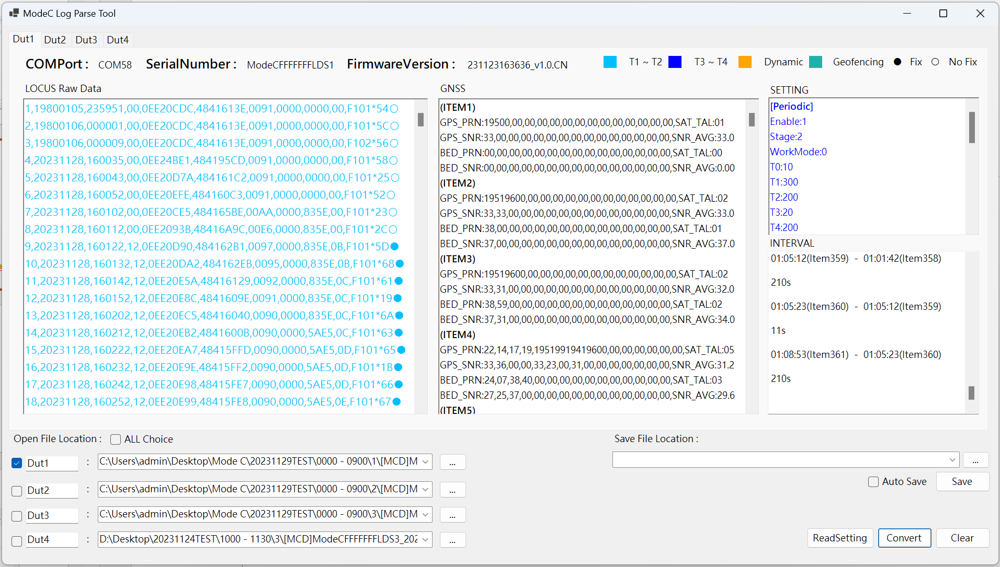 ModeC Log Parse Tool
Dut1 Dut2 Dut3 Dut4
COMPort : COM58 SerialNumber : ModeCFFFFFFFLDS1 FirmwareVersion : 231123163636_v1.0.CN
T1 ~ T2 T3 ~ T4 Dynamic Geofencing Fix No Fix
LOCUS Raw Data
1,19800105,235951,00,0EE20CDC,4841613E,0091,0000,0000,00,F101*54
2,19800106,000001,00,0EE20CDC,4841613E,0091,0000,0000,00,F101*5C
3,19800106,000009,00,0EE20CDC,4841613E,0091,0000,0000,00,F102*56
4,20231128,160035,00,0EE24BE1,484195CD,0091,0000,0000,00,F101*58
5,20231128,160043,00,0EE20D7A,484161C2,0091,0000,0000,00,F101*25
6,20231128,160052,00,0EE20EFE,484160C3,0091,0000,0000,00,F101*52
7,20231128,160102,00,0EE20CE5,484165BE,00AA,0000,835E,00,F101*23
8,20231128,160112,00,0EE2093B,48416A9C,00E6,0000,835E,00,F101*2C
9,20231128,160122,12,0EE20D90,484162B1,0097,0000,835E,0B,F101*5D
10,20231128,160132,12,0EE20DA2,484162EB,0095,0000,835E,0B,F101*68
11,20231128,160142,12,0EE20E5A,48416129,0092,0000,835E,0C,F101*61
12,20231128,160152,12,0EE20E8C,4841609E,0091,0000,835E,0C,F101*19
13,20231128,160202,12,0EE20EC5,48416040,0090,0000,835E,0C,F101*6A
14,20231128,160212,12,0EE20EB2,4841600B,0090,0000,5AE5,0C,F101*63
15,20231128,160222,12,0EE20EA7,48415FFD,0090,0000,5AE5,0D,F101*65
16,20231128,160232,12,0EE20E9E,48415FF2,0090,0000,5AE5,0D,F101*1B
17,20231128,160242,12,0EE20E98,48415FE7,0090,0000,5AE5,0D,F101*66
18,20231128,160252,12,0EE20E99,48415FE8,0090,0000,5AE5,0E,F101*67
GNSS
(ITEM1)
GPS_PRN:19500,00,00,00,00,00,00,00,00,00,00,00,00,00,00,SAT_TAL:01
GPS_SNR:33,00,00,00,00,00,00,00,00,00,00,00,00,00,00,SNR_AVG:33.0
BED_PRN:00,00,00,00,00,00,00,00,00,00,00,00,00,00,00,SAT_TAL:00
BED_SNR:00,00,00,00,00,00,00,00,00,00,00,00,00,00,00,SNR_AVG:0.00
(ITEM2)
GPS_PRN:19519600,00,00,00,00,00,00,00,00,00,00,00,00,00,SAT_TAL:02
GPS_SNR:33,33,00,00,00,00,00,00,00,00,00,00,00,00,00,SNR_AVG:33.0
BED_PRN:38,00,00,00,00,00,00,00,00,00,00,00,00,00,00,SAT_TAL:01
BED_SNR:37,00,00,00,00,00,00,00,00,00,00,00,00,00,00,SNR_AVG:37.0
(ITEM3)
GPS_PRN:19519600,00,00,00,00,00,00,00,00,00,00,00,00,00,SAT_TAL:02
GPS_SNR:33,31,00,00,00,00,00,00,00,00,00,00,00,00,00,SNR_AVG:32.0
BED_PRN:38,59,00,00,00,00,00,00,00,00,00,00,00,00,00,SAT_TAL:02
BED_SNR:37,31,00,00,00,00,00,00,00,00,00,00,00,00,00,SNR_AVG:34.0
(ITEM4)
GPS_PRN:22,14,17,19,19519919419600,00,00,00,00,00,00,SAT_TAL:05
GPS_SNR:33,36,00,00,33,23,00,31,00,00,00,00,00,00,00,SNR_AVG:31.2
BED_PRN:24,07,38,40,00,00,00,00,00,00,00,00,00,00,00,SAT_TAL:03
BED_SNR:27,25,37,00,00,00,00,00,00,00,00,00,00,00,00,SNR_AVG:29.6
(ITEM5)
SETTING
[Periodic]
Enable:1
Stage:2
WorkMode:0
T0:10
T1:300
T2:200
T3:20
T4:200
INTERVAL
01:05:12(Item359) - 01:01:42(Item358)
210s
01:05:23(Item360) - 01:05:12(Item359)
11s
01:08:53(Item361) - 01:05:23(Item360)
210s
Open File Location : ALL Choice
Dut1 : C:\Users\admin\Desktop\Mode C\20231129TEST\0000 - 0900\1\[MCD]M ...
Dut2 : C:\Users\admin\Desktop\Mode C\20231129TEST\0000 - 0900\2\[MCD]M ...
Dut3 : C:\Users\admin\Desktop\Mode C\20231129TEST\0000 - 0900\3\[MCD]M ...
Dut4 : D:\Desktop\20231124TEST\1000 - 1130\3\[MCD]ModeCFFFFFFFLDS3_202 ...
Save File Location :
...
Auto Save Save
ReadSetting Convert Clear